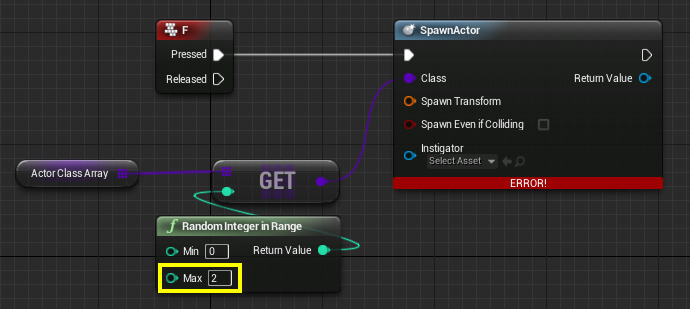 F
Pressed
Released
SpawnActor
Class
Return Value
Spawn Transform
Spawn Even if Colliding
Instigator
Select Asset
ERROR!
Actor Class Array
GET
f Random Integer in Range
Min 0
Return Value
Max 2